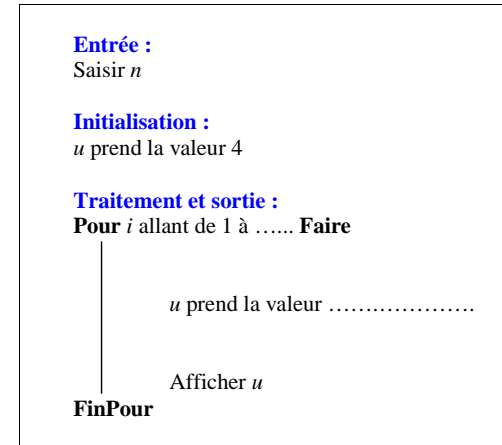 Entrée :
Saisir n
Initialisation :
u prend la valeur 4
Traitement et sortie :
Pour i allant de 1 à …... Faire
u prend la valeur ……………….
Afficher u
FinPour